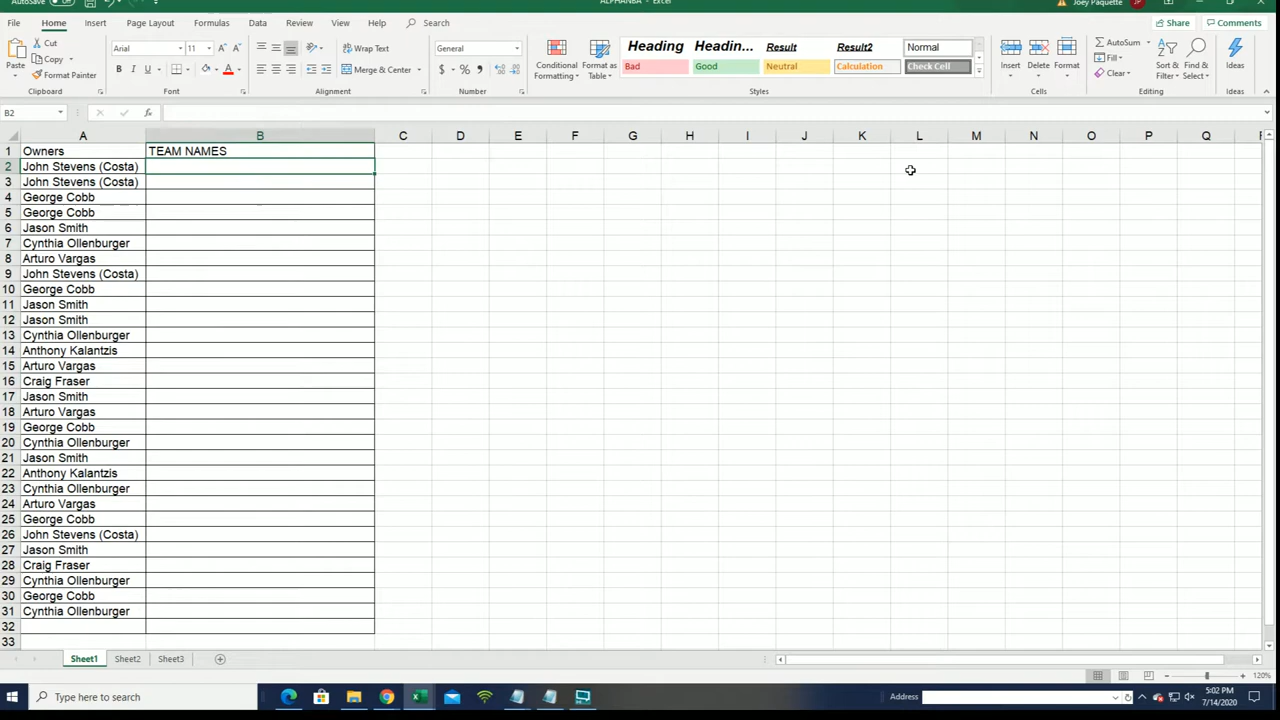 AutoSave Off
ALPHANBA - Excel
Joey Paquette JP
File Home Insert Page Layout Formulas Data Review View Help Search Share Comments
Paste Cut Copy Format Painter Clipboard
Arial 11 A A B I U A Font
Wrap Text Merge & Center Alignment
General $ % , Number
Conditional Formatting Format as Table
Heading Headin... Result Result2 Normal
Bad Good Neutral Calculation Check Cell
Styles
Insert Delete Format Cells
AutoSum Fill Clear Sort & Filter Find & Select Editing
Ideas Ideas
B2 fx
A B C D E F G H I J K L M N O P Q
1 Owners TEAM NAMES
2 John Stevens (Costa)
3 John Stevens (Costa)
4 George Cobb
5 George Cobb
6 Jason Smith
7 Cynthia Ollenburger
8 Arturo Vargas
9 John Stevens (Costa)
10 George Cobb
11 Jason Smith
12 Jason Smith
13 Cynthia Ollenburger
14 Anthony Kalantzis
15 Arturo Vargas
16 Craig Fraser
17 Jason Smith
18 Arturo Vargas
19 George Cobb
20 Cynthia Ollenburger
21 Jason Smith
22 Anthony Kalantzis
23 Cynthia Ollenburger
24 Arturo Vargas
25 George Cobb
26 John Stevens (Costa)
27 Jason Smith
28 Craig Fraser
29 Cynthia Ollenburger
30 George Cobb
31 Cynthia Ollenburger
32
33
Sheet1 Sheet2 Sheet3
120%
Type here to search
Address
5:02 PM
7/14/2020